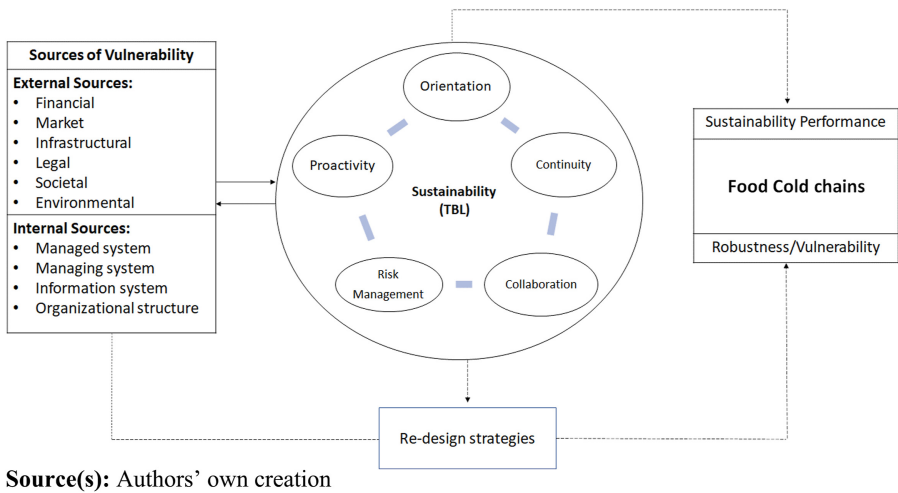 Sources of Vulnerability
External Sources:
• Financial
• Market
• Infrastructural
• Legal
• Societal
• Environmental
Internal Sources:
• Managed system
• Managing system
• Information system
• Organizational structure
Orientation
Proactivity
Continuity
Sustainability
(TBL)
Risk
Management
Collaboration
Sustainability Performance
Food Cold chains
Robustness/Vulnerability
Re-design strategies
Source(s): Authors' own creation